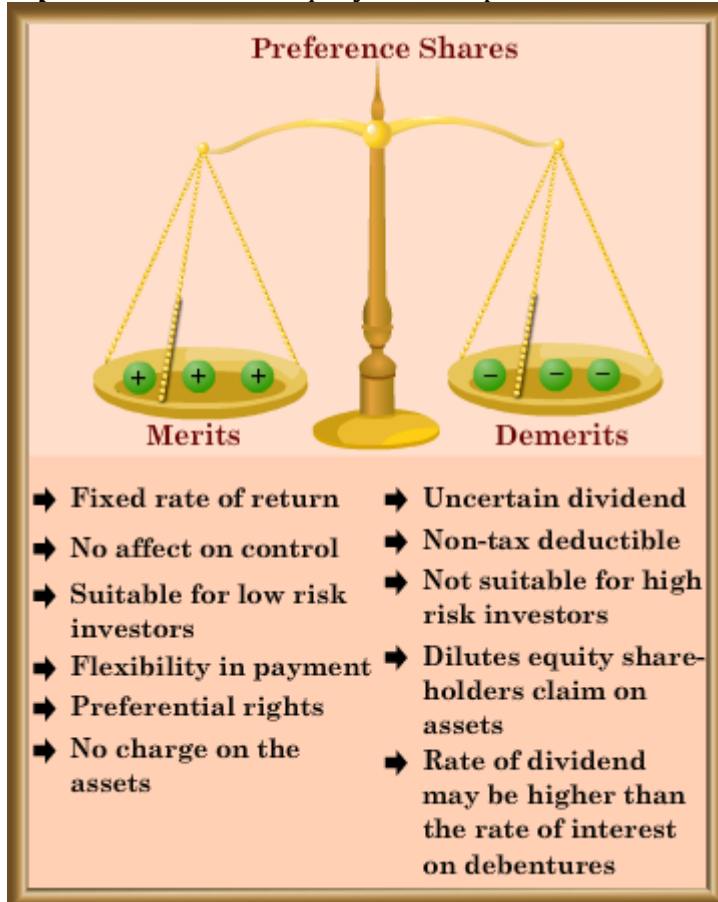 Preference Shares
Merits
Fixed rate of return
No affect on control
Suitable for low risk
investors
Flexibility in payment
Preferential rights
No charge on the
assets
Demerits
Uncertain dividend
Non-tax deductible
Not suitable for high
risk investors
Dilutes equity share-
holders claim on
assets
Rate of dividend
may be higher than
the rate of interest
on debentures